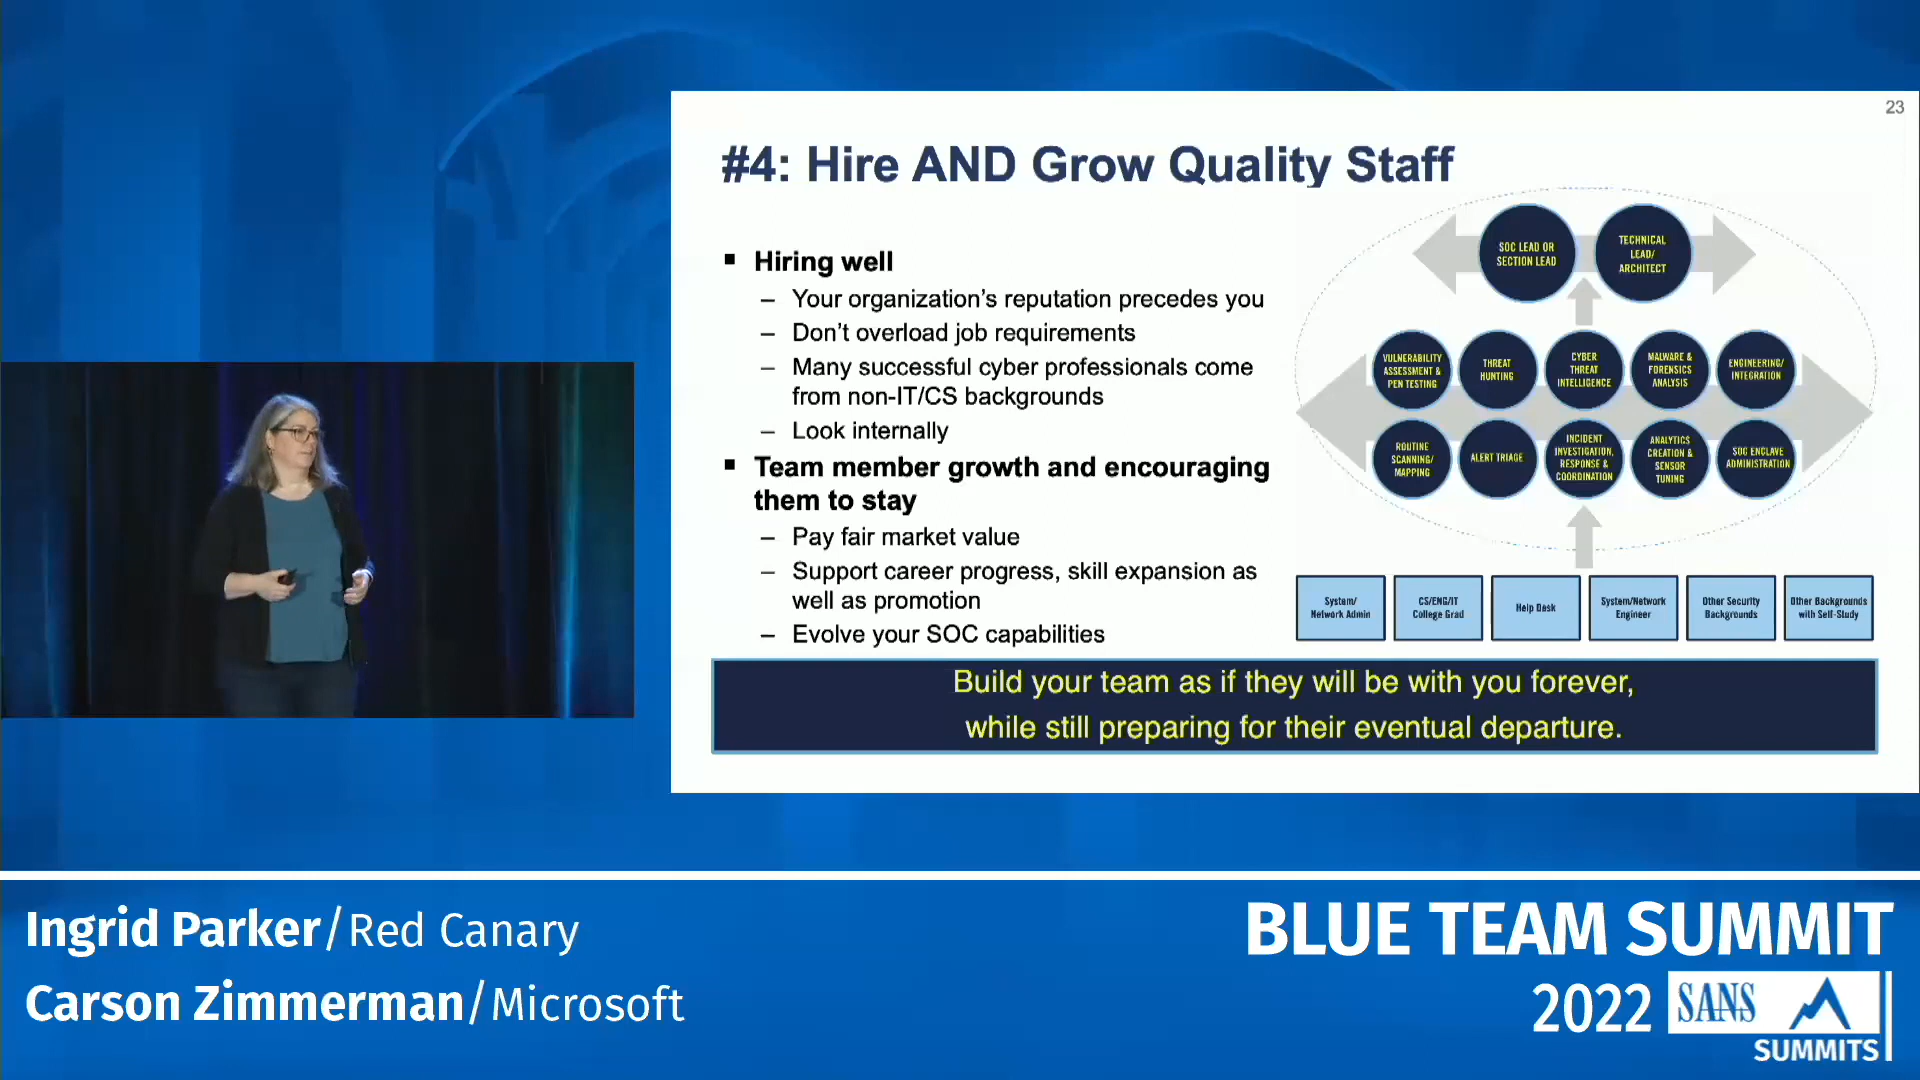 23
#4: Hire AND Grow Quality Staff
▪ Hiring well
– Your organization’s reputation precedes you
– Don’t overload job requirements
– Many successful cyber professionals come
from non-IT/CS backgrounds
– Look internally
▪ Team member growth and encouraging
them to stay
– Pay fair market value
– Support career progress, skill expansion as
well as promotion
– Evolve your SOC capabilities
SOC LEAD OR
SECTION LEAD
TECHNICAL
LEAD/
ARCHITECT
VULNERABILITY
ASSESSMENT &
PEN TESTING
THREAT
HUNTING
CYBER
THREAT
INTELLIGENCE
MALWARE &
FORENSICS
ANALYSIS
ENGINEERING/
INTEGRATION
ROUTINE
SCANNING/
MAPPING
ALERT TRIAGE
INCIDENT
INVESTIGATION,
RESPONSE &
COORDINATION
ANALYTICS
CREATION &
SENSOR
TUNING
SOC ENCLAVE
ADMINISTRATION
System/
Network Admin
CS/ENG/IT
College Grad
Help Desk
System/Network
Engineer
Other Security
Backgrounds
Other Backgrounds
with Self-Study
Build your team as if they will be with you forever,
while still preparing for their eventual departure.
Ingrid Parker/Red Canary
Carson Zimmerman/Microsoft
BLUE TEAM SUMMIT
2022
SANS
SUMMITS